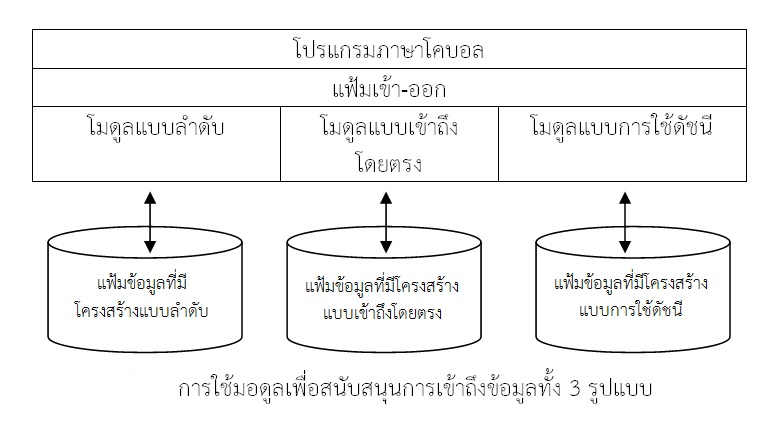 โปรแกรมภาษาโคบอล
แฟ้มเข้า-ออก
โมดูลแบบลำดับ
โมดูลแบบเข้าถึง
โดยตรง
โมดูลแบบการใช้ดัชนี
แฟ้มข้อมูลที่มี
โครงสร้างแบบลำดับ
แฟ้มข้อมูลที่มีโครงสร้าง
แบบเข้าถึงโดยตรง
แฟ้มข้อมูลที่มีโครงสร้าง
แบบการใช้ดัชนี
การใช้มอดูลเพื่อสนับสนุนการเข้าถึงข้อมูลทั้ง 3 รูปแบบ